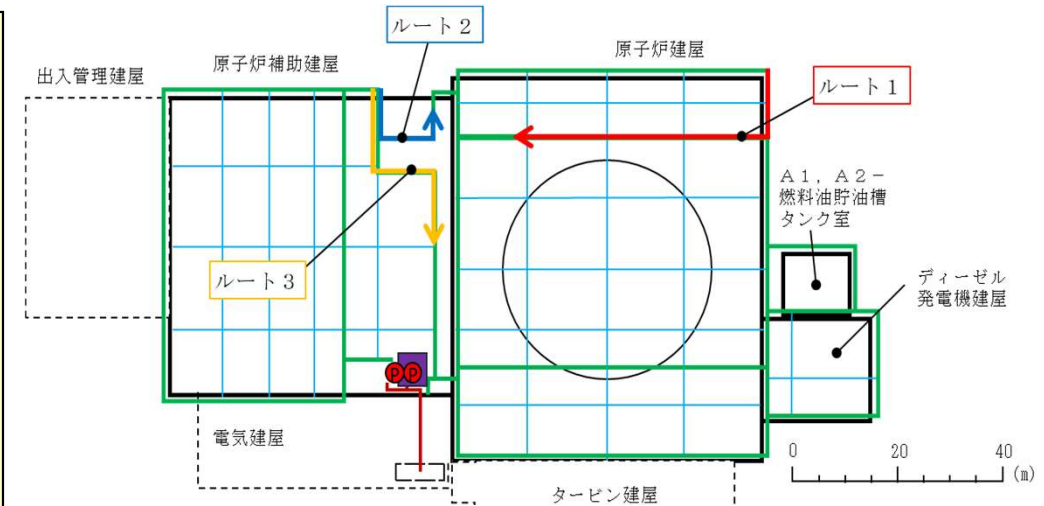 ルート2
原子炉建屋
原子炉補助建屋
出入管理建屋
ルート1
A1,A2-
燃料油貯油槽
タンク室
ディーゼル
発電機建屋
ルート3
P P
電気建屋
タービン建屋
0 20 40
(m)